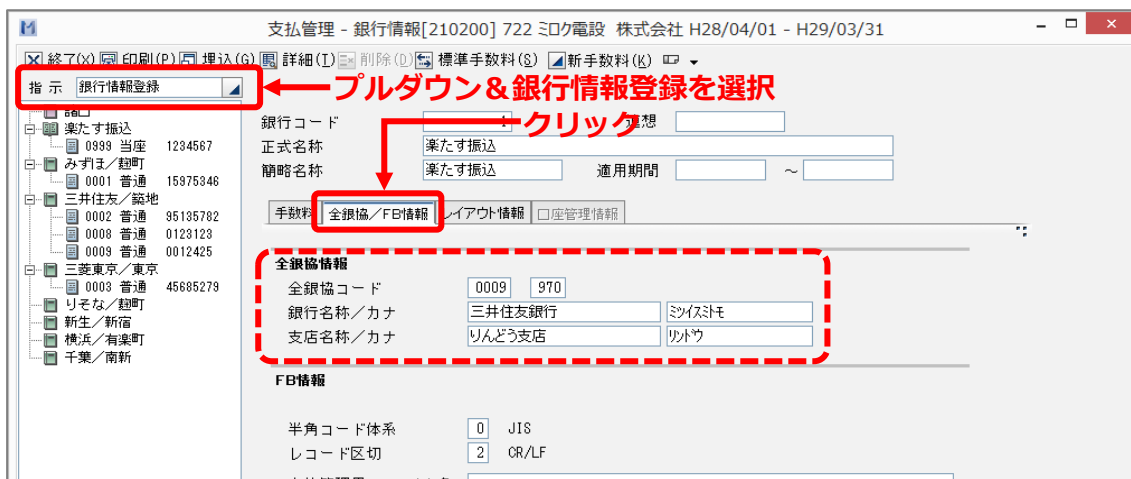 支払管理 - 銀行情報[210200] 722 ミロク電設 株式会社 H28/04/01 - H29/03/31
終了(X) 印刷(P) 埋込(G) 詳細(I) 削除(D) 標準手数料(S) 新手数料(K)
指 示 銀行情報登録
プルダウン&銀行情報登録を選択
諸口
楽たす振込
0999 当座 1234567
みずほ/麹町
0001 普通 15975346
三井住友/築地
0002 普通 95135782
0008 普通 0123123
0009 普通 0012425
三菱東京/東京
0003 普通 45685279
りそな/麹町
新生/新宿
横浜/有楽町
千葉/南新
銀行コード 1 連想
クリック
正式名称 楽たす振込
簡略名称 楽たす振込 適用期間 ~
手数料 全銀協/FB情報 レイアウト情報 口座管理情報
全銀協情報
全銀協コード 0009 970
銀行名称/カナ 三井住友銀行 ミツイスミトモ
支店名称/カナ りんどう支店 リンドウ
FB情報
半角コード体系 0 JIS
レコード区切 2 CR/LF